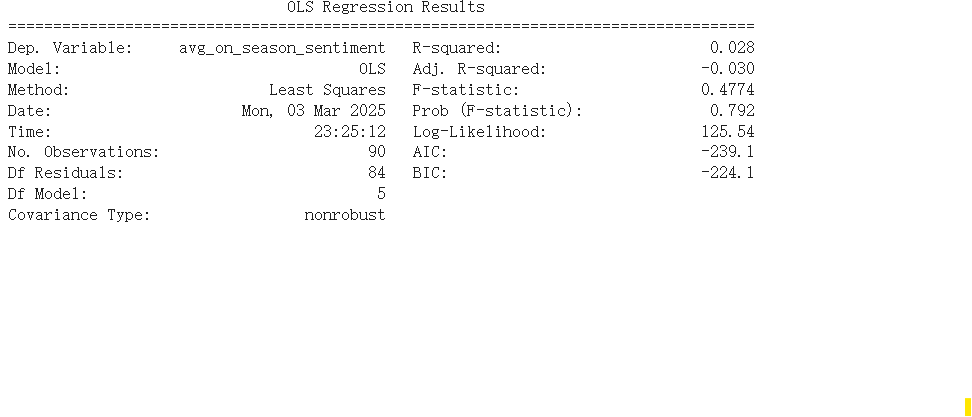 OLS Regression Results
===================================================================================
Dep. Variable: avg_on_season_sentiment R-squared: 0.028
Model: OLS Adj. R-squared: -0.030
Method: Least Squares F-statistic: 0.4774
Date: Mon, 03 Mar 2025 Prob (F-statistic): 0.792
Time: 23:25:12 Log-Likelihood: 125.54
No. Observations: 90 AIC: -239.1
Df Residuals: 84 BIC: -224.1
Df Model: 5
Covariance Type: nonrobust